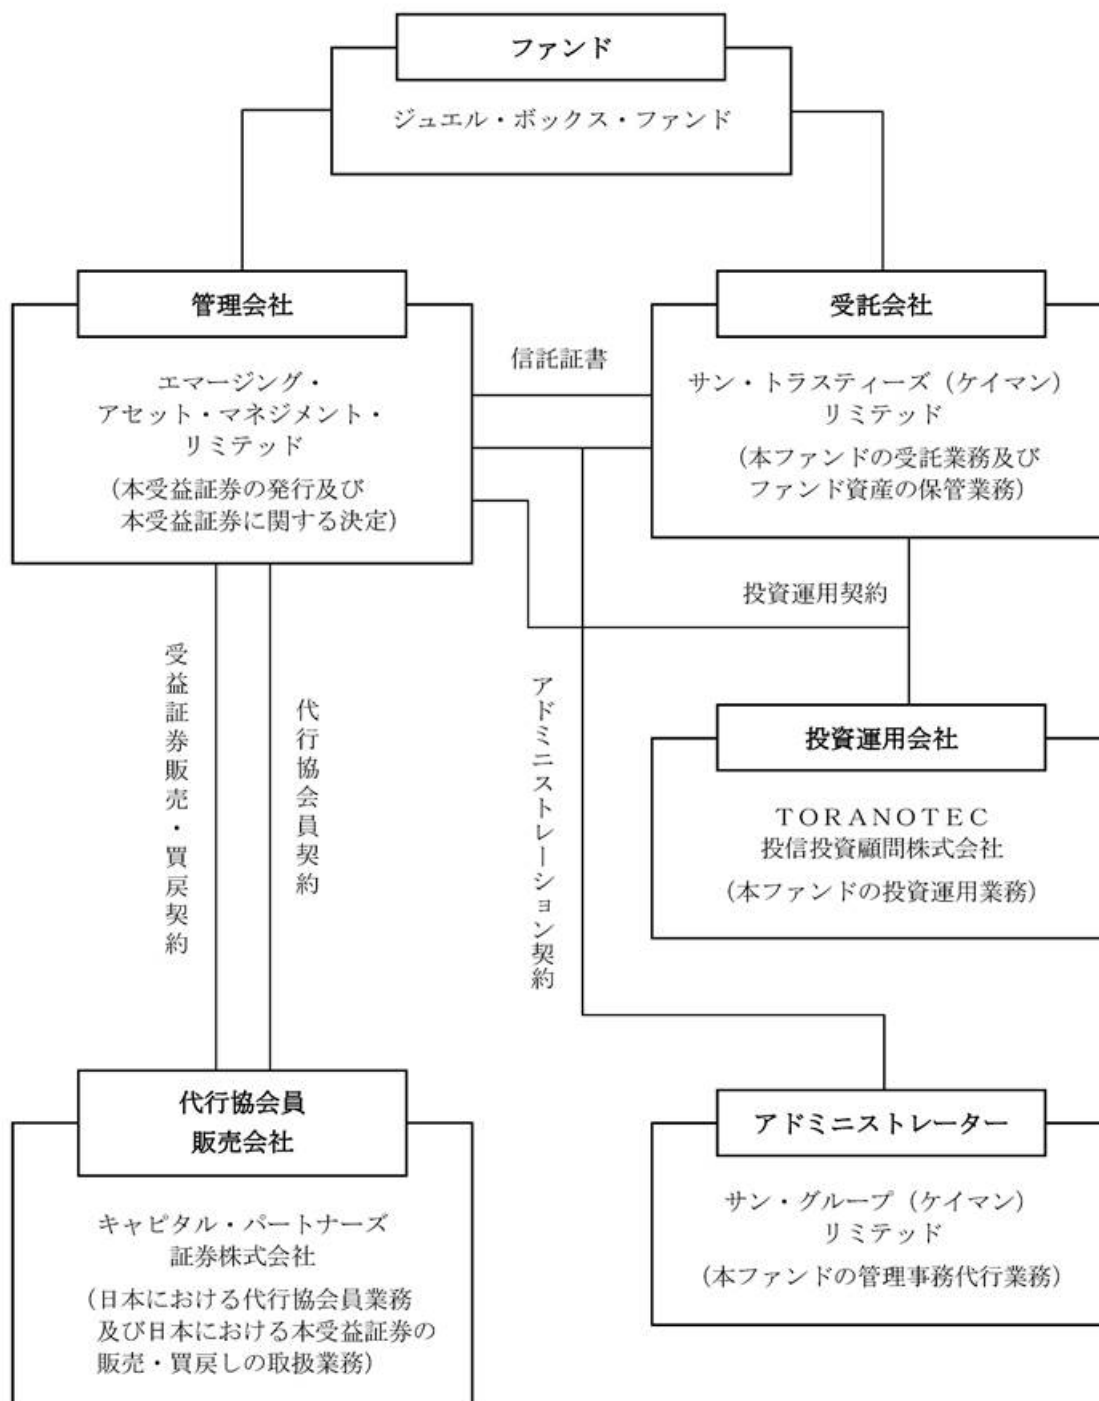 ファンド
ジュエル・ボックス・ファンド
管理会社
エマージング・
アセット・マネジメント・
リミテッド
(本受益証券の発行及び
本受益証券に関する決定)
信託証書
受託会社
サン・トラスティーズ(ケイマン)
リミテッド
(本ファンドの受託業務及び
ファンド資産の保管業務)
投資運用契約
受益証券販売・買戻契約
代行協会員契約
アドミニストレーション契約
投資運用会社
TORANOTEC
投信投資顧問株式会社
(本ファンドの投資運用業務)
代行協会員
販売会社
キャピタル・パートナーズ
証券株式会社
(日本における代行協会員業務
及び日本における本受益証券の
販売・買戻しの取扱業務)
アドミニストレーター
サン・グループ(ケイマン)
リミテッド
(本ファンドの管理事務代行業務)